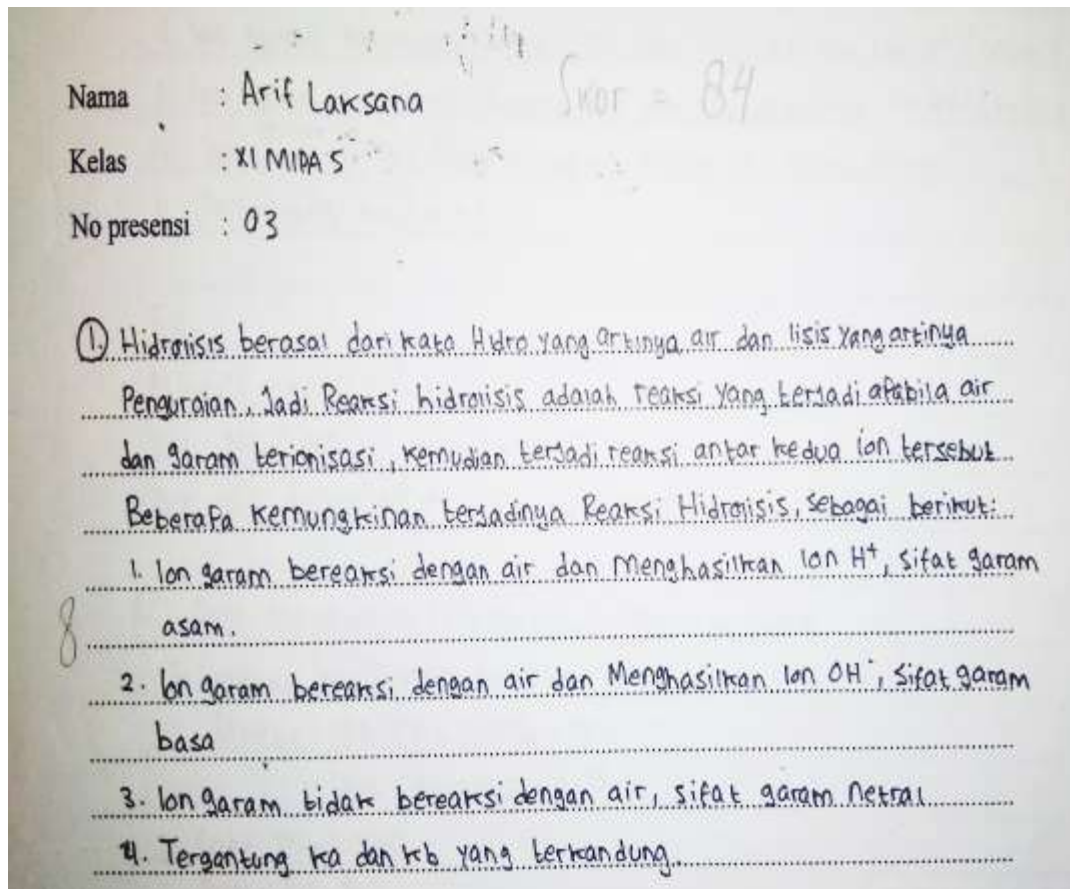 Nama : Arif Laksana
Skor = 84
Kelas : XI MIPA 5
No presensi : 03
1. Hidrolisis berasal dari kata Hidro yang artinya air dan lisis yang artinya
Penguraian, Jadi Reaksi hidrolisis adalah reaksi yang terjadi apabila air
dan garam terionisasi, kemudian terjadi reaksi antar kedua ion tersebut
Beberapa kemungkinan terjadinya Reaksi Hidrolisis, sebagai berikut:
1. Ion garam bereaksi dengan air dan Menghasilkan Ion H⁺, sifat garam
asam.
8
2. Ion garam bereaksi dengan air dan Menghasilkan Ion OH⁻, sifat garam
basa
3. Ion garam tidak bereaksi dengan air, sifat garam netral
4. Tergantung ka dan kb yang terkandung.